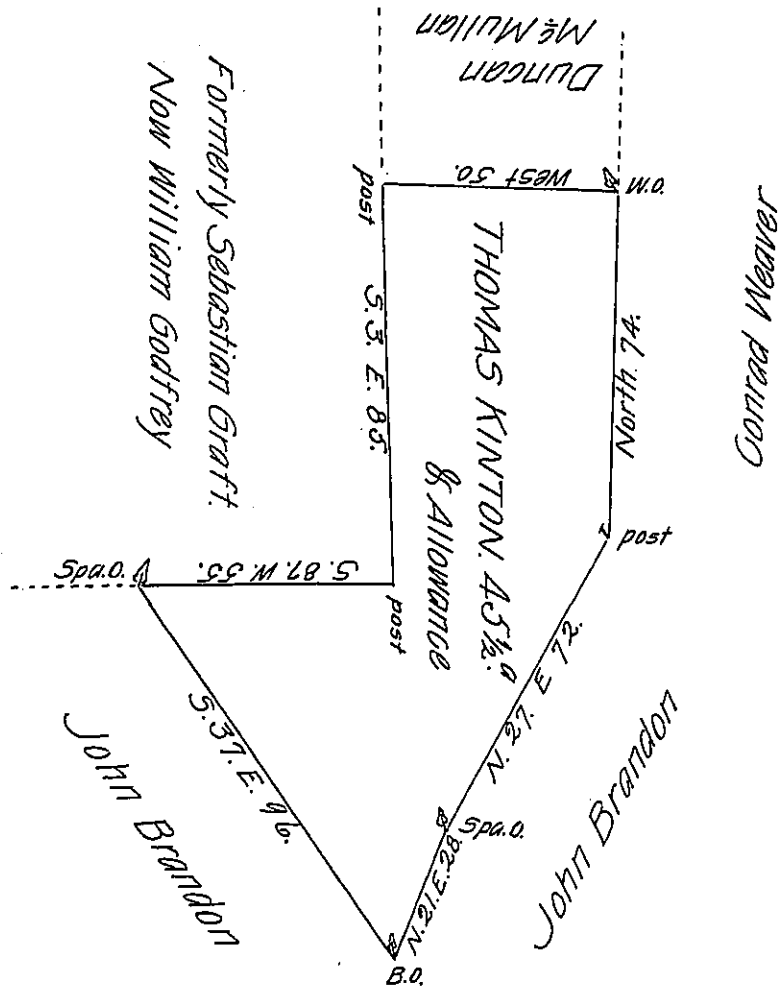 Duncan
McMullan
Formerly Sebastian Graft.
Now William Godfrey
post
West 50.
W.O.
Conrad Weaver
S. 3. E. 85.
THOMAS KINTON. 45½.a
& Allowance
North. 74.
post
Spa.O.
S. 87. W. 55.
post
N. 27. E 72.
John Brandon
S. 37. E. 96.
John Brandon
Spa.O.
N. 21. E. 28.
B.O.